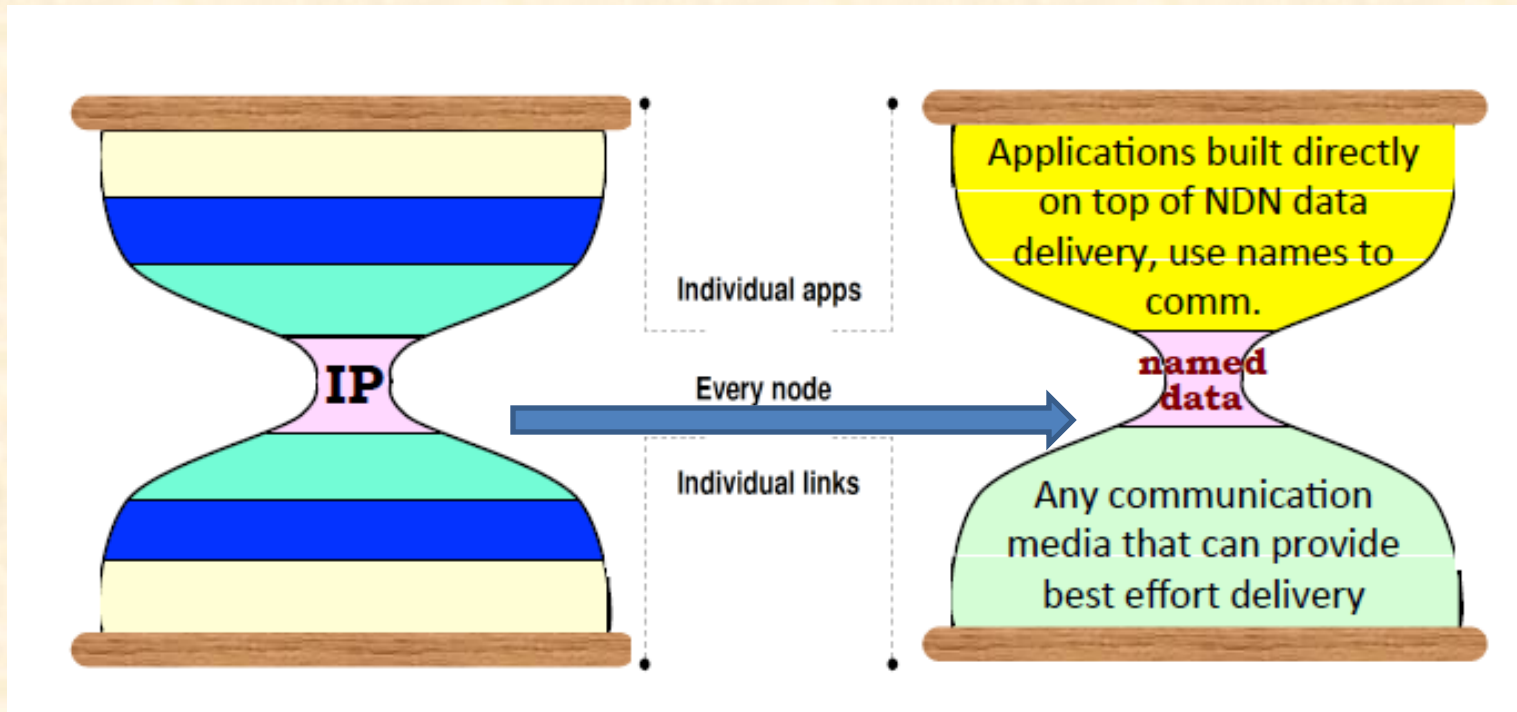 IP
Individual apps
Every node
Individual links
Applications built directly
on top of NDN data
delivery, use names to
comm.
named
data
Any communication
media that can provide
best effort delivery